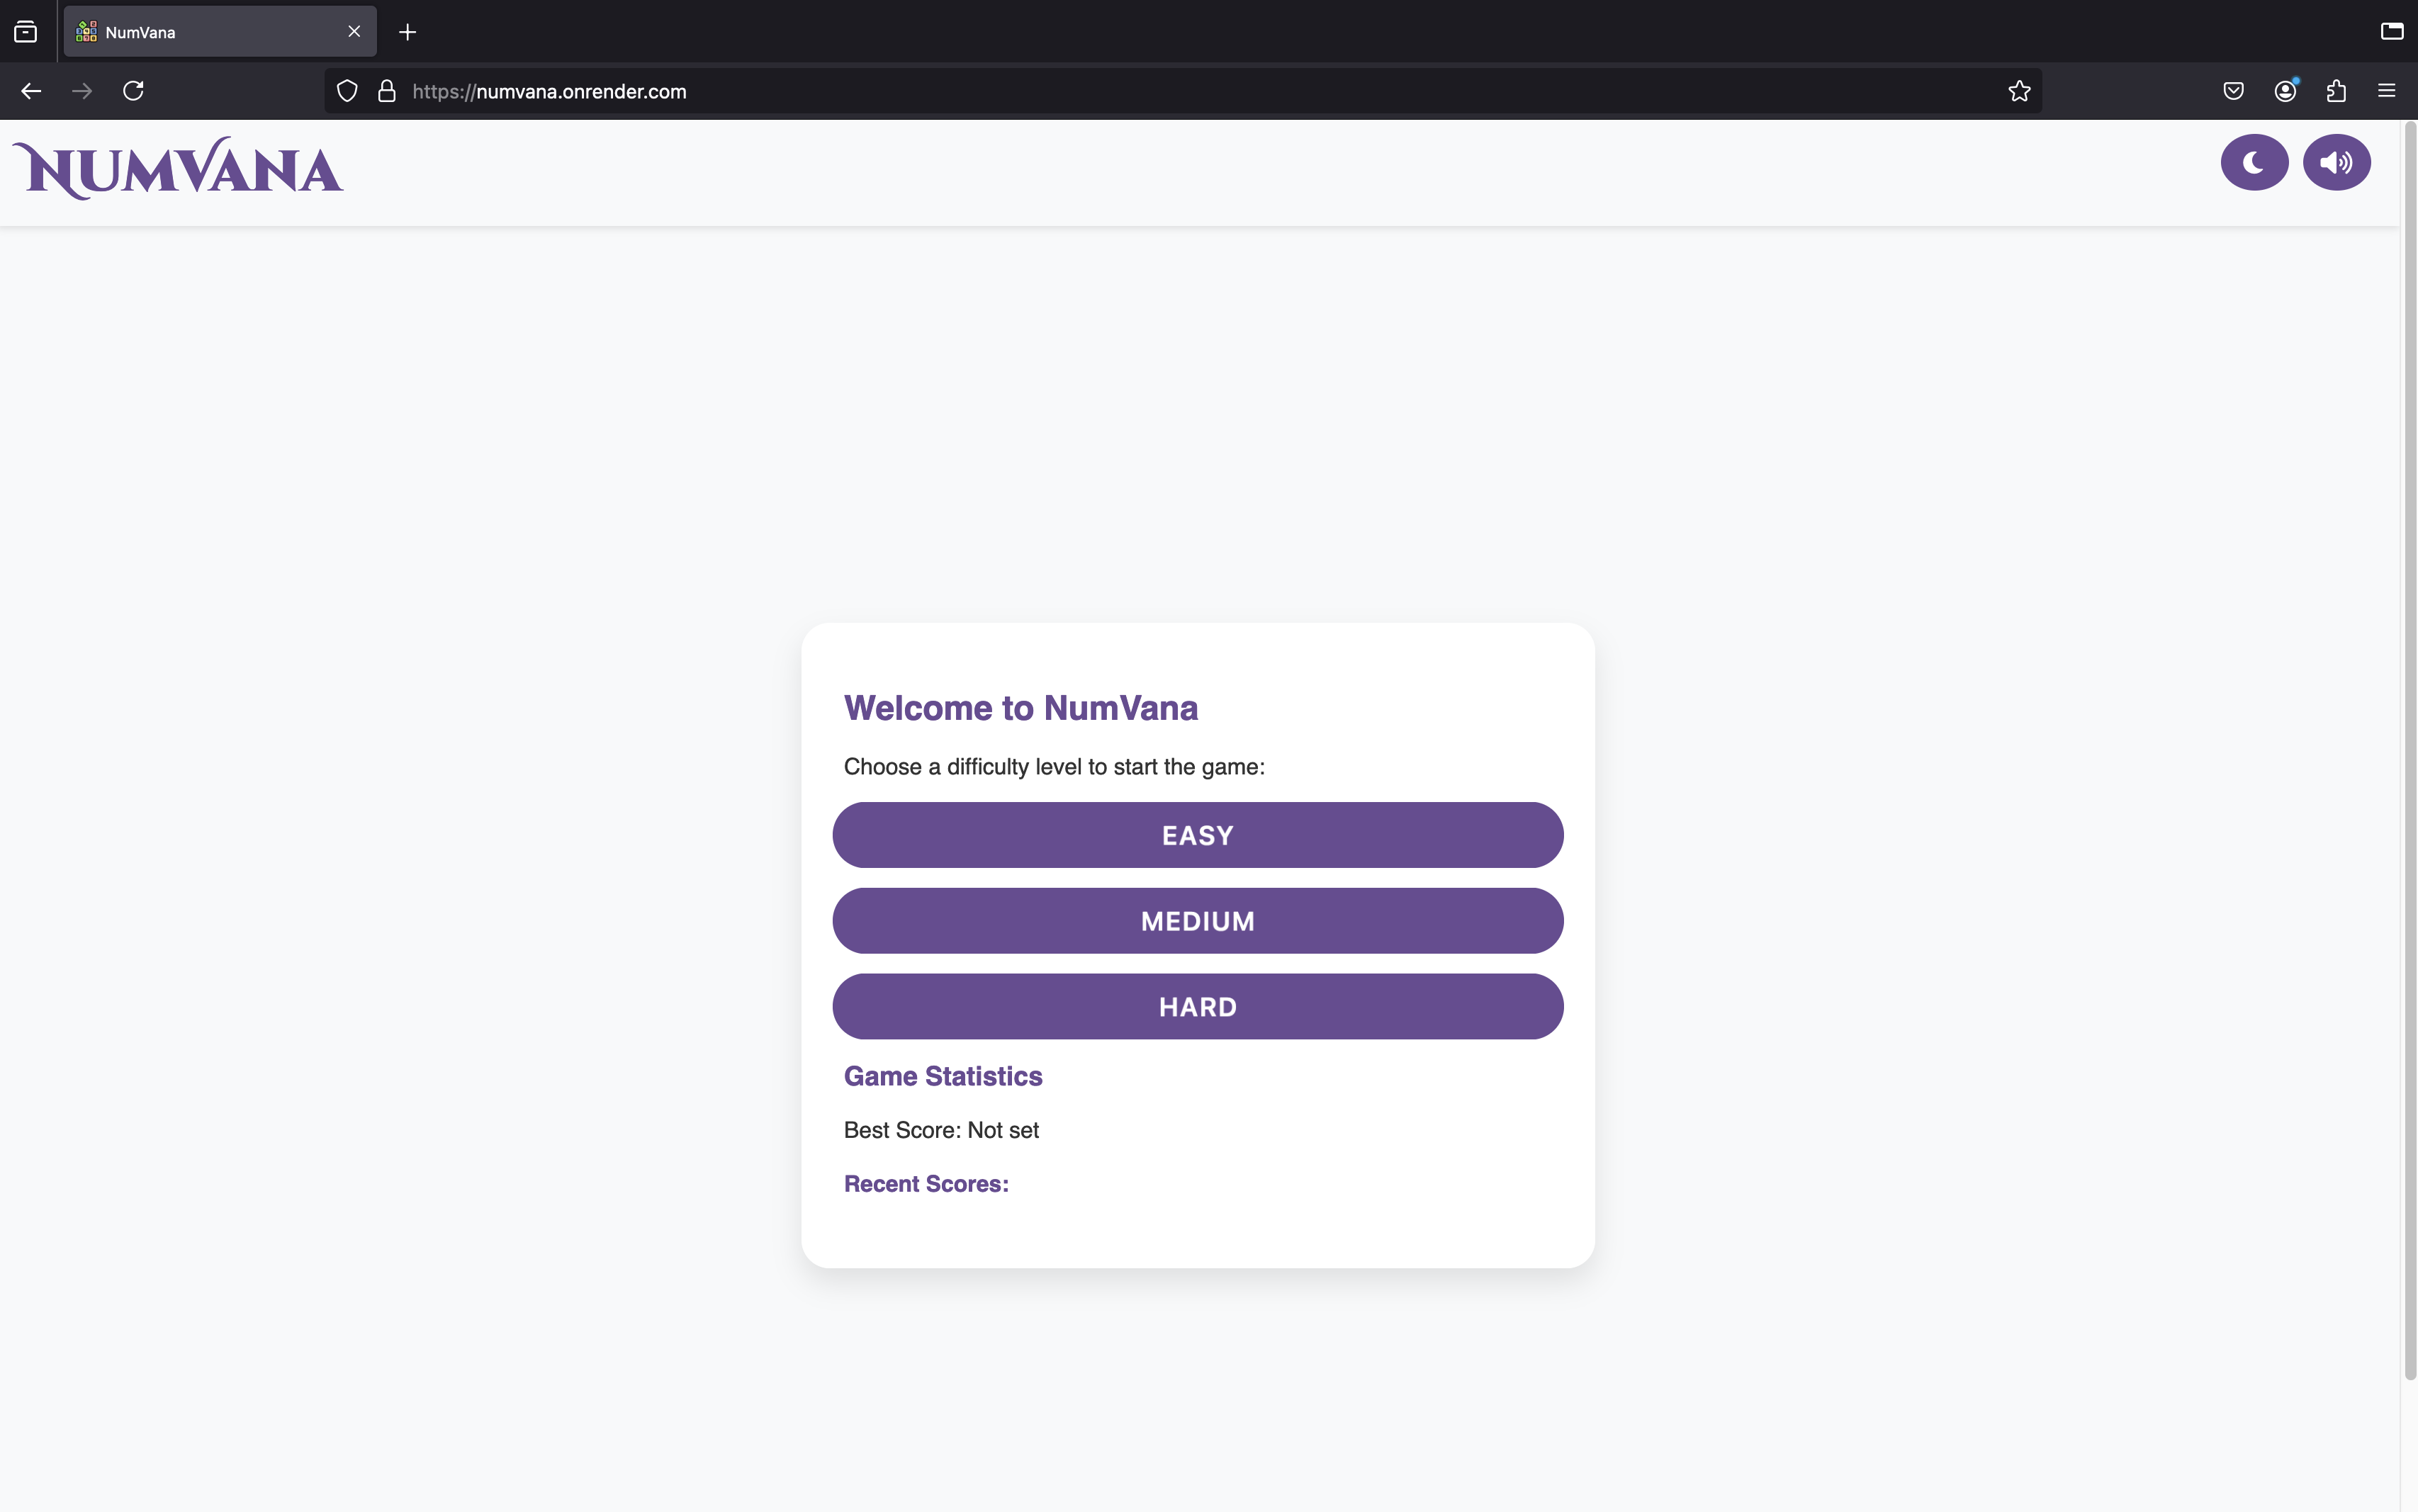 NumVana
https://numvana.onrender.com
NUMVANA
Welcome to NumVana
Choose a difficulty level to start the game:
EASY
MEDIUM
HARD
Game Statistics
Best Score: Not set
Recent Scores: